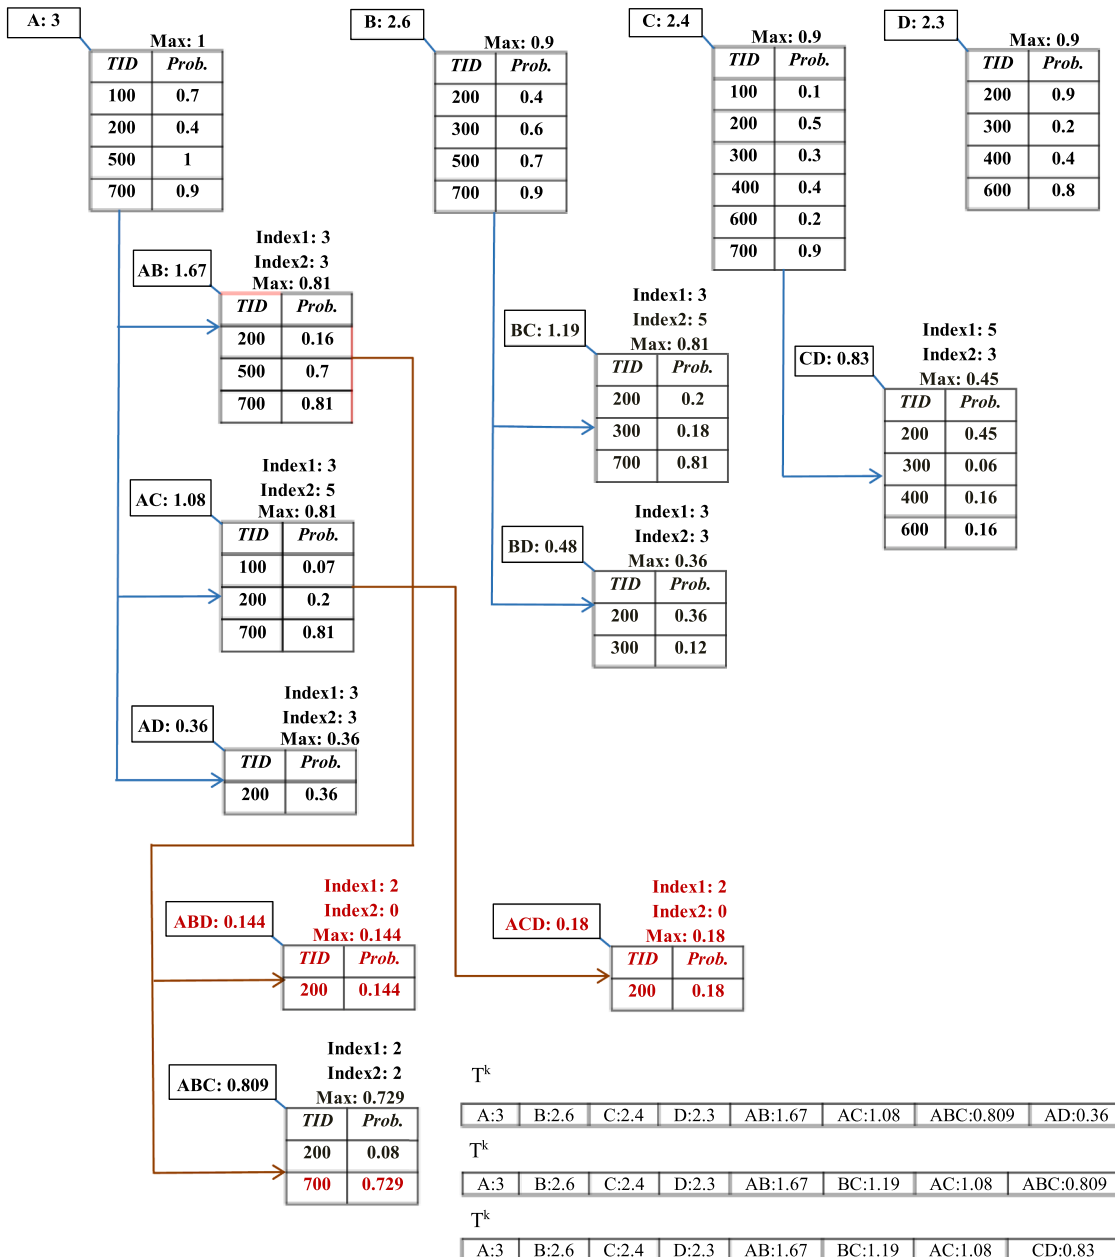 A: 3
Max: 1
TID Prob.
100 0.7
200 0.4
500 1
700 0.9
B: 2.6
Max: 0.9
TID Prob.
200 0.4
300 0.6
500 0.7
700 0.9
C: 2.4
Max: 0.9
TID Prob.
100 0.1
200 0.5
300 0.3
400 0.4
600 0.2
700 0.9
D: 2.3
Max: 0.9
TID Prob.
200 0.9
300 0.2
400 0.4
600 0.8
AB: 1.67
Index1: 3
Index2: 3
Max: 0.81
TID Prob.
200 0.16
500 0.7
700 0.81
BC: 1.19
Index1: 3
Index2: 5
Max: 0.81
TID Prob.
200 0.2
300 0.18
700 0.81
CD: 0.83
Index1: 5
Index2: 3
Max: 0.45
TID Prob.
200 0.45
300 0.06
400 0.16
600 0.16
AC: 1.08
Index1: 3
Index2: 5
Max: 0.81
TID Prob.
100 0.07
200 0.2
700 0.81
BD: 0.48
Index1: 3
Index2: 3
Max: 0.36
TID Prob.
200 0.36
300 0.12
AD: 0.36
Index1: 3
Index2: 3
Max: 0.36
TID Prob.
200 0.36
ABD: 0.144
Index1: 2
Index2: 0
Max: 0.144
TID Prob.
200 0.144
ACD: 0.18
Index1: 2
Index2: 0
Max: 0.18
TID Prob.
200 0.18
ABC: 0.809
Index1: 2
Index2: 2
Max: 0.729
TID Prob.
200 0.08
700 0.729
T^k
A:3 B:2.6 C:2.4 D:2.3 AB:1.67 AC:1.08 ABC:0.809 AD:0.36
T^k
A:3 B:2.6 C:2.4 D:2.3 AB:1.67 BC:1.19 AC:1.08 ABC:0.809
T^k
A:3 B:2.6 C:2.4 D:2.3 AB:1.67 BC:1.19 AC:1.08 CD:0.83